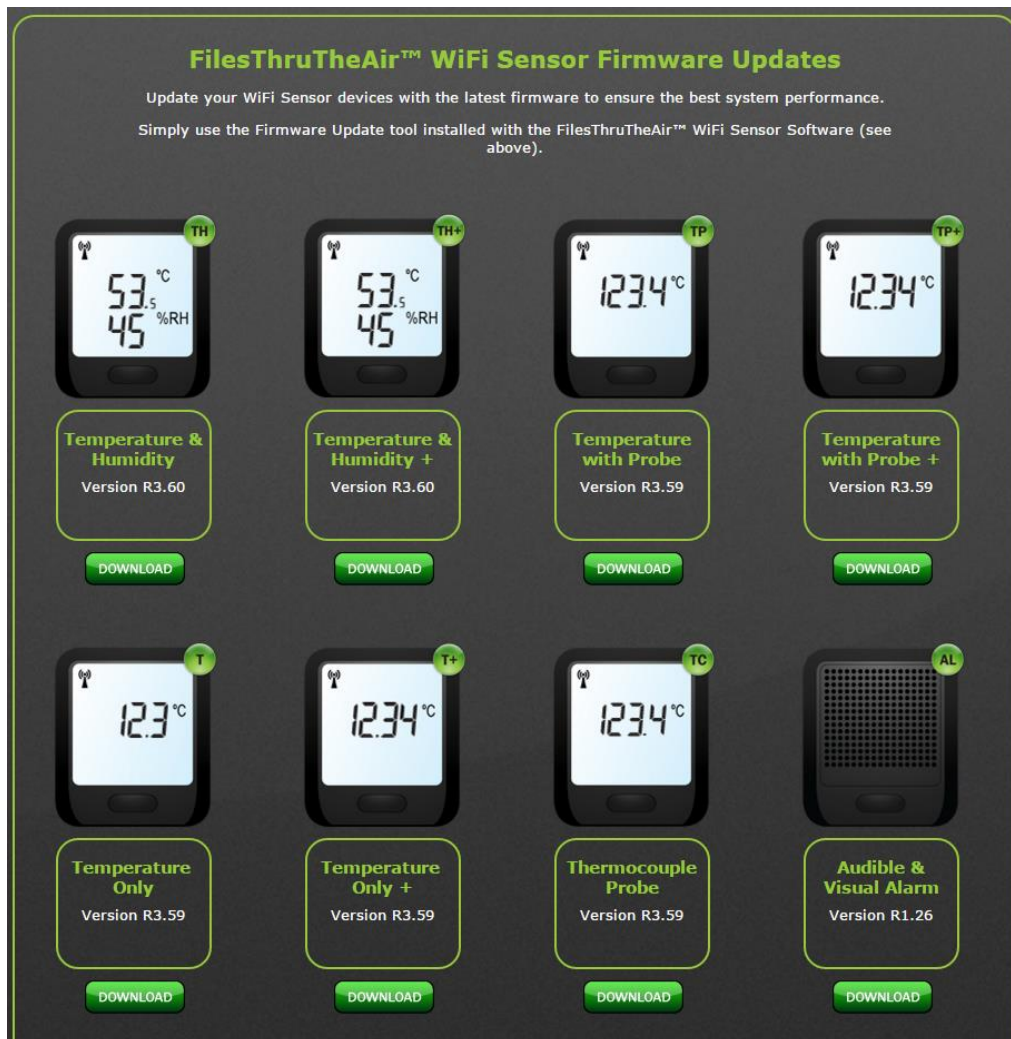 FilesThruTheAir™ WiFi Sensor Firmware Updates
Update your WiFi Sensor devices with the latest firmware to ensure the best system performance.
Simply use the Firmware Update tool installed with the FilesThruTheAir™ WiFi Sensor Software (see
above).
TH
53.5 °C
45 %RH
TH+
53.5 °C
45 %RH
TP
123.4 °C
TP+
12.34 °C
Temperature &
Humidity
Version R3.60
DOWNLOAD
Temperature &
Humidity +
Version R3.60
DOWNLOAD
Temperature
with Probe
Version R3.59
DOWNLOAD
Temperature
with Probe +
Version R3.59
DOWNLOAD
T
12.3 °C
T+
12.34 °C
TC
123.4 °C
AL
Temperature
Only
Version R3.59
DOWNLOAD
Temperature
Only +
Version R3.59
DOWNLOAD
Thermocouple
Probe
Version R3.59
DOWNLOAD
Audible &
Visual Alarm
Version R1.26
DOWNLOAD